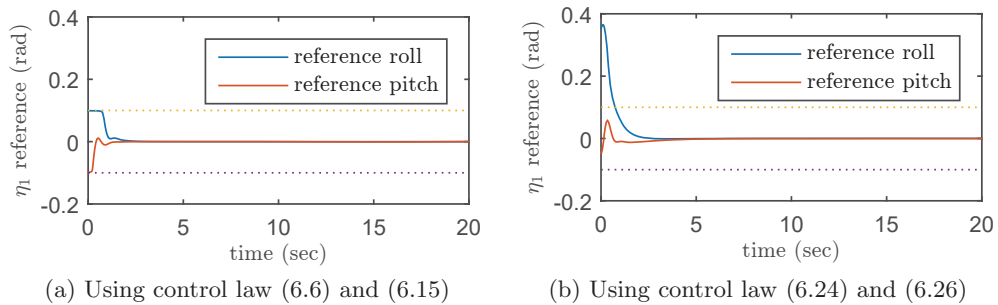 0.4
0.2
0
-0.2
η₁ reference (rad)
reference roll
reference pitch
0
5
10
15
20
time (sec)
(a) Using control law (6.6) and (6.15)
0.4
0.2
0
-0.2
η₁ reference (rad)
reference roll
reference pitch
0
5
10
15
20
time (sec)
(b) Using control law (6.24) and (6.26)